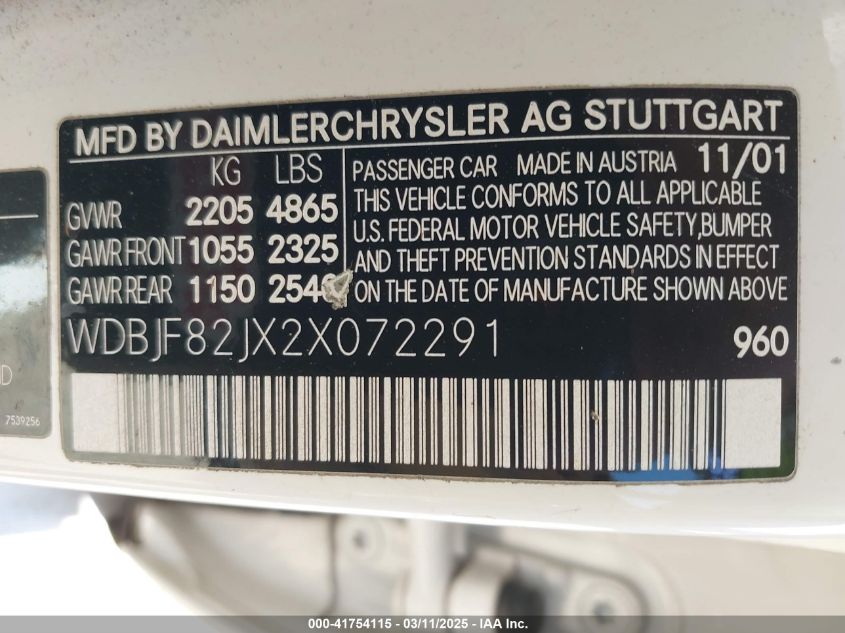 MFD BY DAIMLERCHRYSLER AG STUTTGART
KG LBS
GVWR 2205 4865
GAWR FRONT 1055 2325
GAWR REAR 1150
PASSENGER CAR MADE IN AUSTRIA 11/01
THIS VEHICLE CONFORMS TO ALL APPLICABLE
U.S. FEDERAL MOTOR VEHICLE SAFETY,BUMPER
AND THEFT PREVENTION STANDARDS IN EFFECT
ON THE DATE OF MANUFACTURE SHOWN ABOVE
WDBJF82JX2X072291 960
7539256
000-41754115 - 03/11/2025 - IAA Inc.